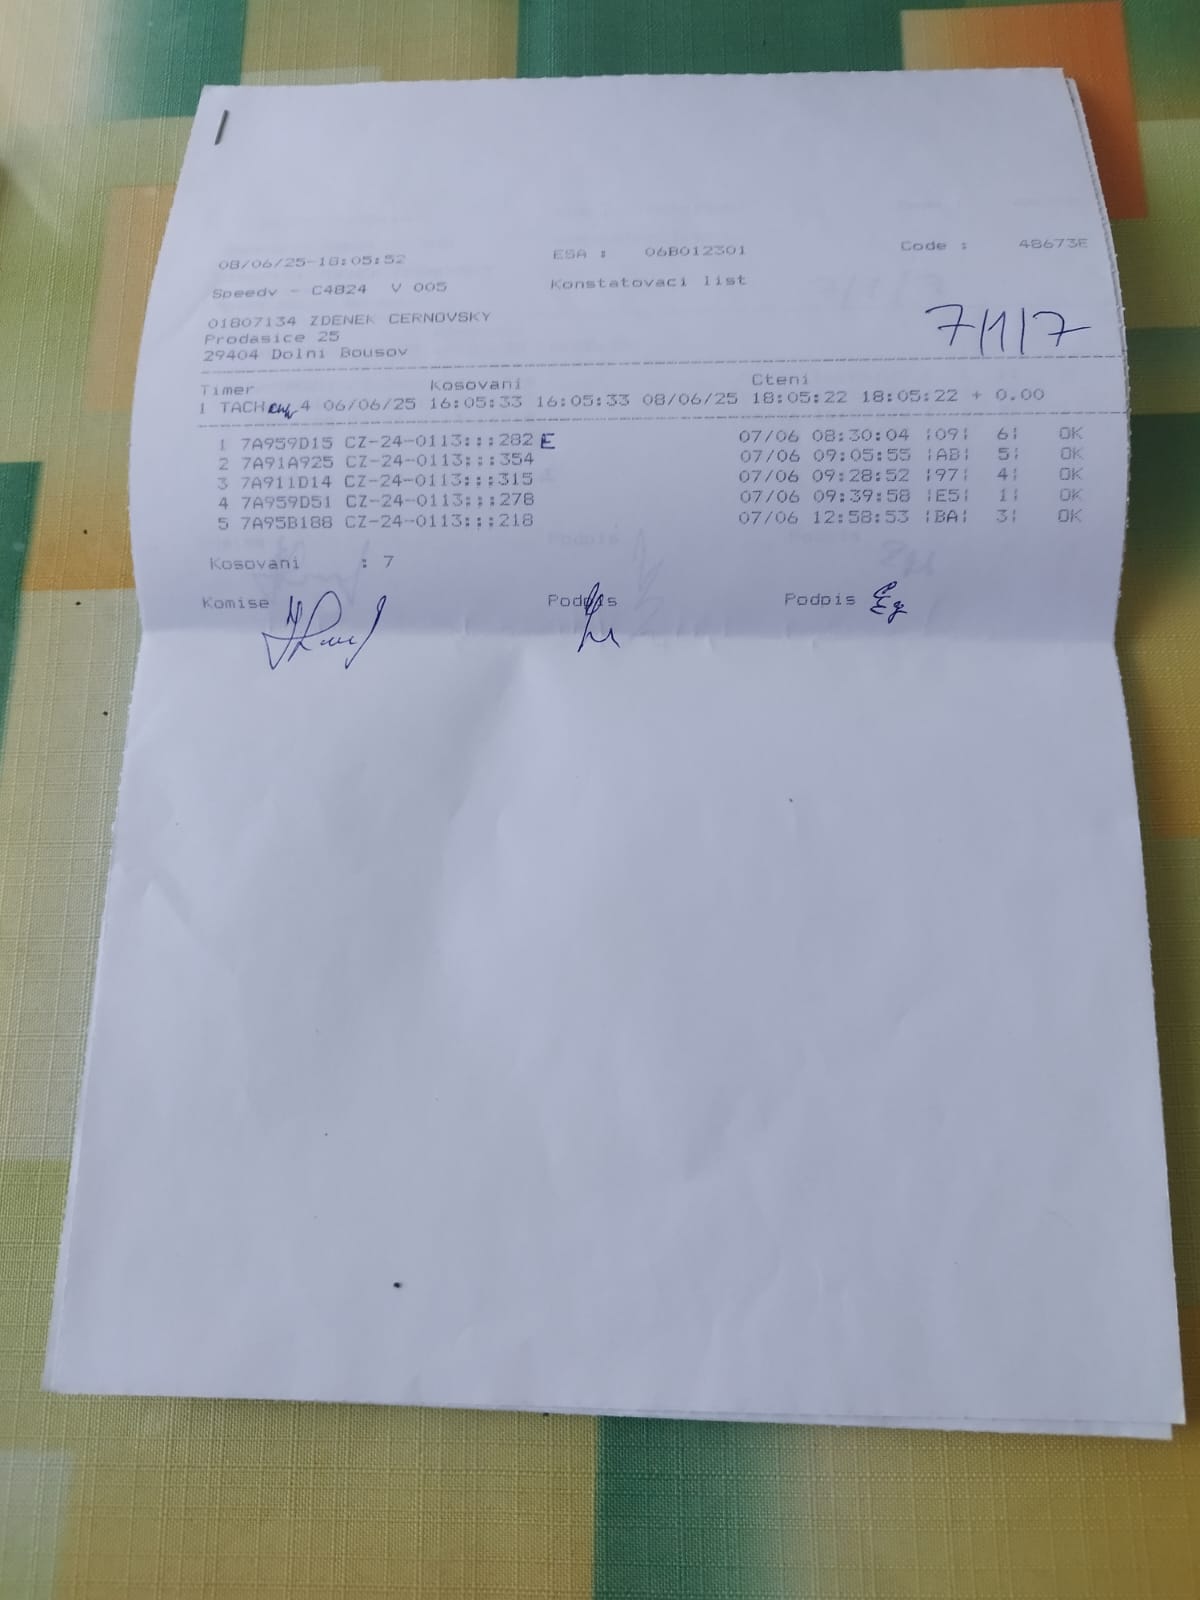 08/06/25-18:05:52 ESA : 06B012301 Code : 48673E
Speedy - C4824 V 005 Konstatovaci list
01807134 ZDENEK CERNOVSKY
Prodasice 25
29404 Dolni Bousov
7/1/7
Timer Kosovani Cteni
1 TACH 4 06/06/25 16:05:33 16:05:33 08/06/25 18:05:22 18:05:22 + 0.00
1 7A959D15 CZ-24-0113:::282 E 07/06 08:30:04 |09| 6| OK
2 7A91A925 CZ-24-0113:::354 07/06 09:05:55 |AB| 5| OK
3 7A911D14 CZ-24-0113:::315 07/06 09:28:52 |97| 4| OK
4 7A959D51 CZ-24-0113:::278 07/06 09:39:58 |E5| 1| OK
5 7A95B188 CZ-24-0113:::218 07/06 12:58:53 |BA| 3| OK
Kosovani : 7
Komise Podpis Podpis